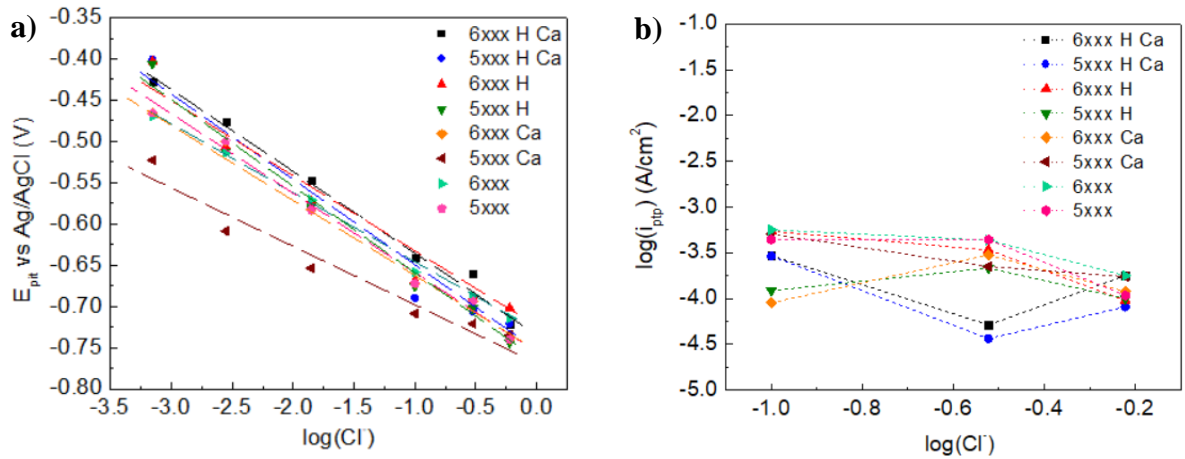 a)
-0.35
-0.40
-0.45
-0.50
-0.55
-0.60
-0.65
-0.70
-0.75
-0.80
E_pit vs Ag/AgCl (V)
-3.5 -3.0 -2.5 -2.0 -1.5 -1.0 -0.5 0.0
log(Cl⁻)
6xxx H Ca
5xxx H Ca
6xxx H
5xxx H
6xxx Ca
5xxx Ca
6xxx
5xxx
b)
-1.0
-1.5
-2.0
-2.5
-3.0
-3.5
-4.0
-4.5
-5.0
log(i_ptp) (A/cm²)
-1.0 -0.8 -0.6 -0.4 -0.2
log(Cl⁻)
6xxx H Ca
5xxx H Ca
6xxx H
5xxx H
6xxx Ca
5xxx Ca
6xxx
5xxx